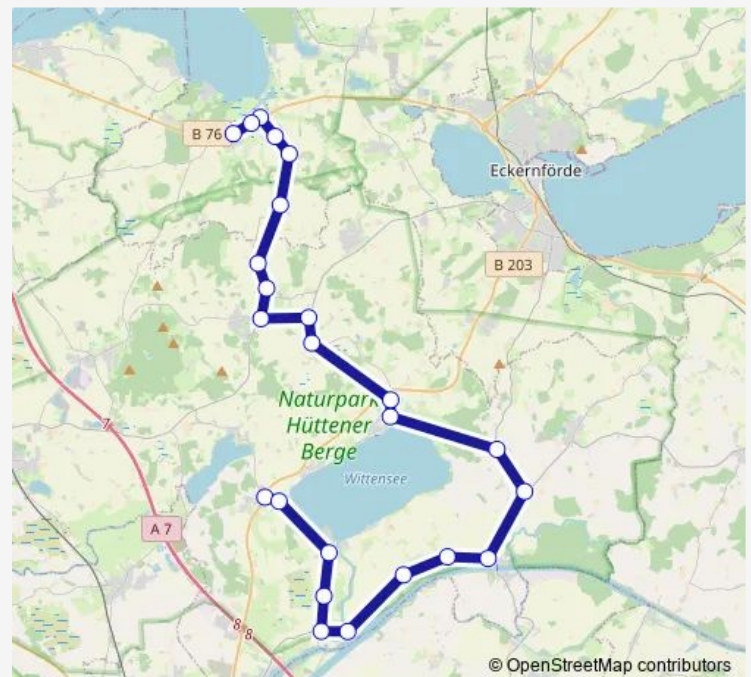 B 76
Eckernförde
B 203
Naturpark
Hüttener
Berge
Wittensee
7
A 7
8 8
© OpenStreetMap contributors